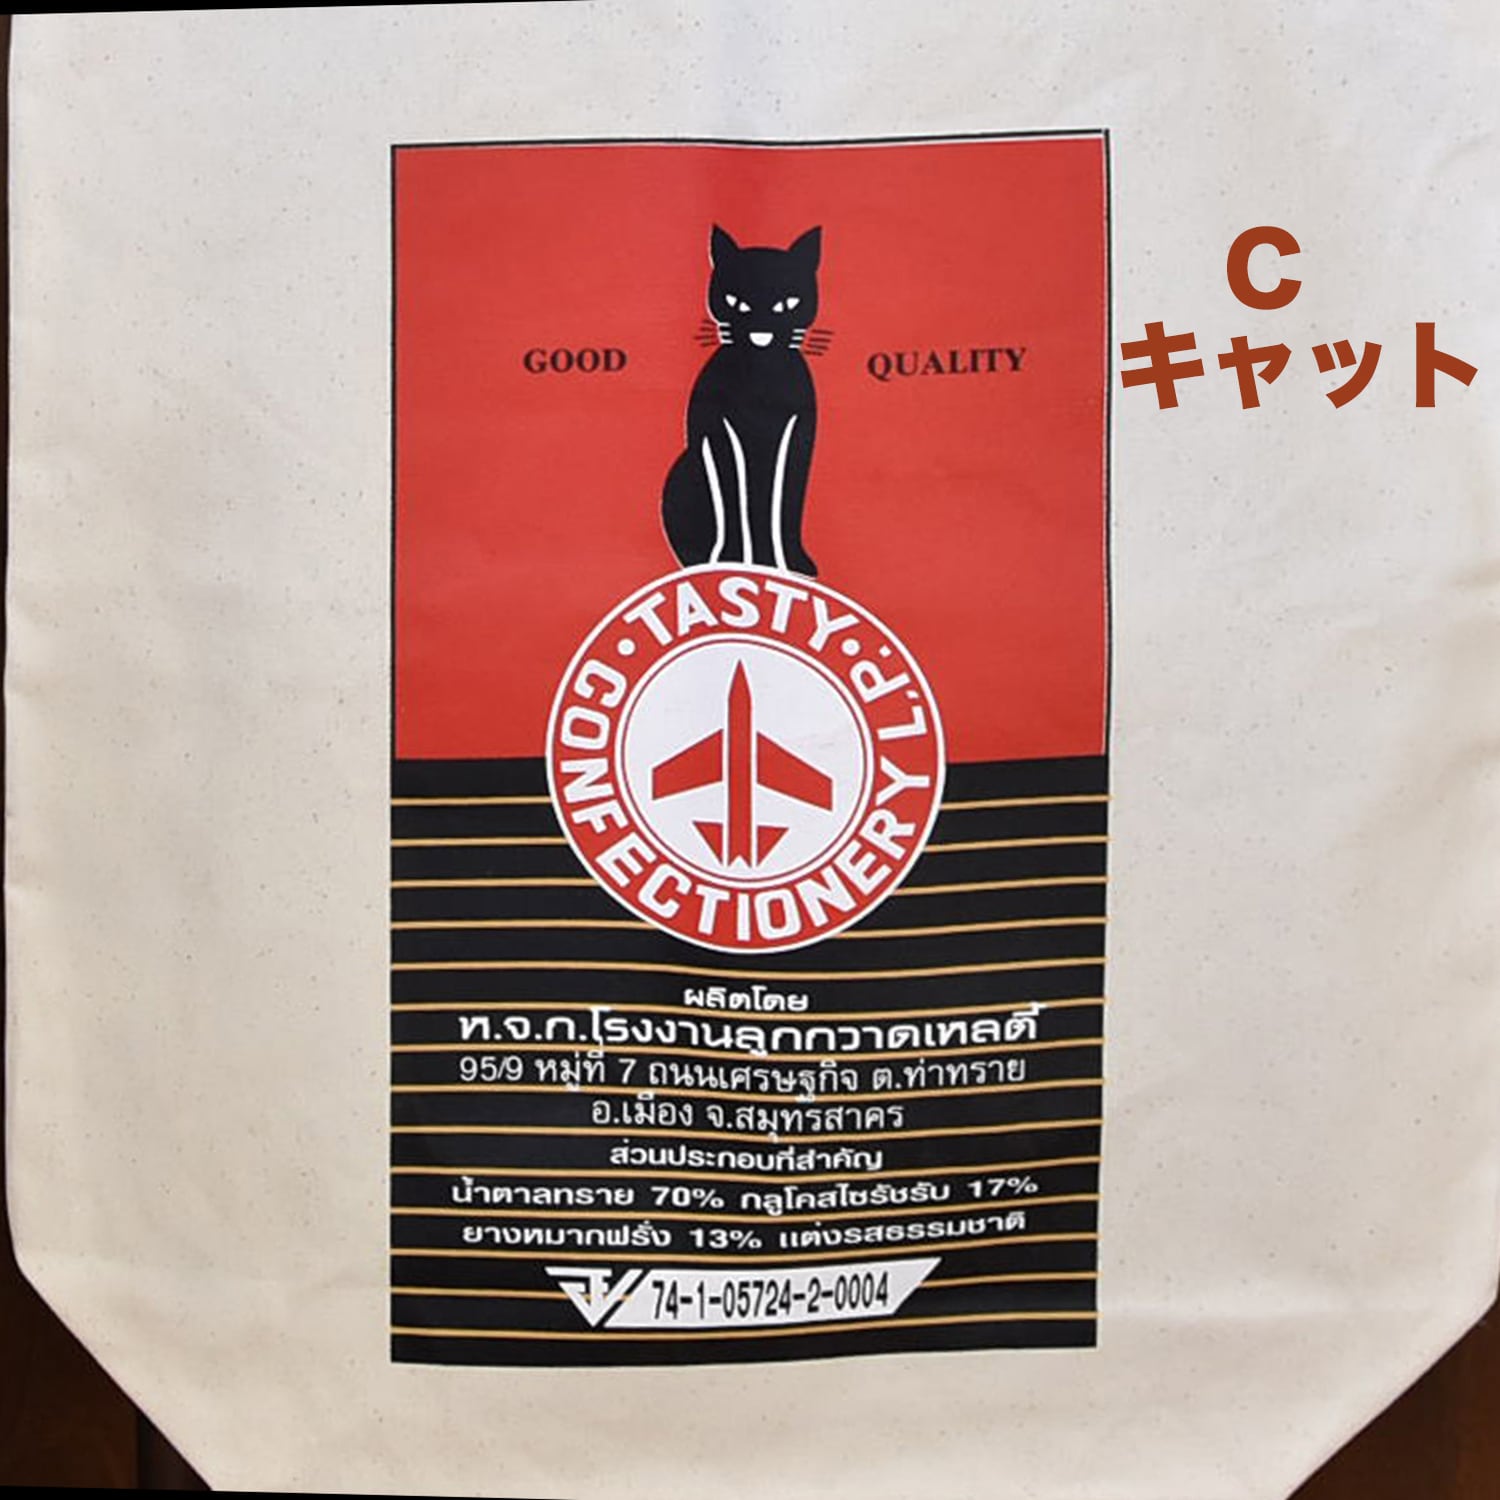 C
キャット
GOOD QUALITY
TASTY
CONFECTIONERY L.P.
ผลิตโดย
ห.จ.ก.โรงงานลูกกวาดเทสตี้
95/9 หมู่ที่ 7 ถนนเศรษฐกิจ ต.ท่าทราย
อ.เมือง จ.สมุทรสาคร
ส่วนประกอบที่สำคัญ
น้ำตาลทราย 70% กลูโคสไซรัชรับ 17%
ยางหมากฝรั่ง 13% แต่งรสธรรมชาติ
74-1-05724-2-0004